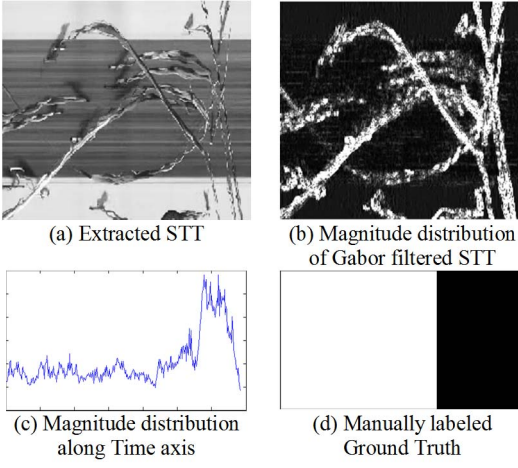 (a) Extracted STT
(b) Magnitude distribution
of Gabor filtered STT
(c) Magnitude distribution
along Time axis
(d) Manually labeled
Ground Truth